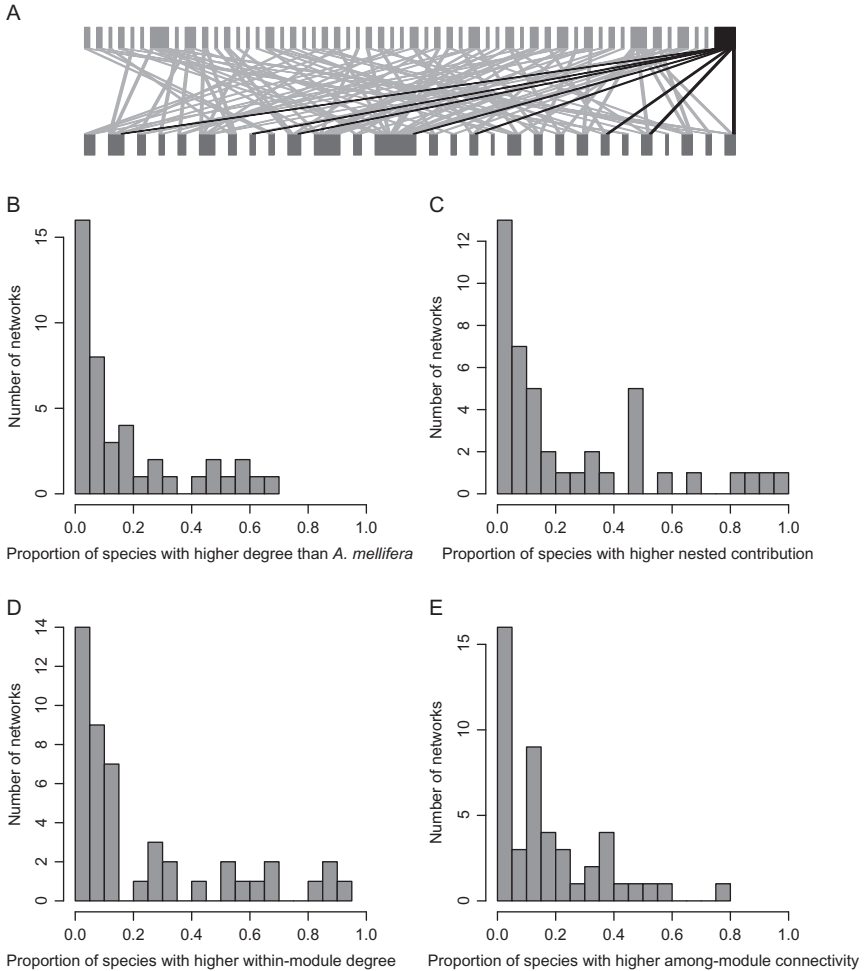 A
B
15
10
5
0
Number of networks
0.0 0.2 0.4 0.6 0.8 1.0
Proportion of species with higher degree than A. mellifera
C
12
10
8
6
4
2
0
Number of networks
0.0 0.2 0.4 0.6 0.8 1.0
Proportion of species with higher nested contribution
D
14
12
10
8
6
4
2
0
Number of networks
0.0 0.2 0.4 0.6 0.8 1.0
Proportion of species with higher within-module degree
E
15
10
5
0
Number of networks
0.0 0.2 0.4 0.6 0.8 1.0
Proportion of species with higher among-module connectivity